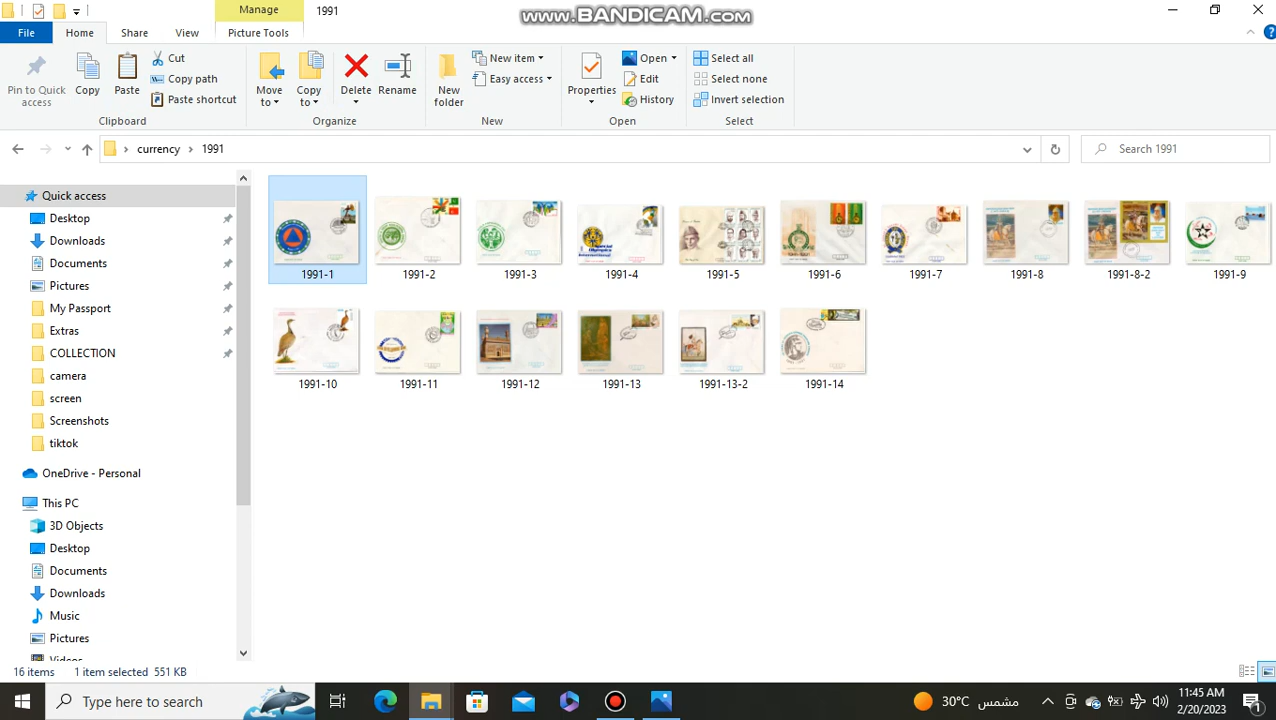 Manage
1991
www.BANDICAM.com
File
Home
Share
View
Picture Tools
Pin to Quick access
Copy
Paste
Cut
Copy path
Paste shortcut
Clipboard
Move to
Copy to
Delete
Rename
Organize
New folder
New item
Easy access
New
Properties
Open
Edit
History
Open
Select all
Select none
Invert selection
Select
currency
1991
Search 1991
Quick access
Desktop
Downloads
Documents
Pictures
My Passport
Extras
COLLECTION
camera
screen
Screenshots
tiktok
OneDrive - Personal
This PC
3D Objects
Desktop
Documents
Downloads
Music
Pictures
1991-1
1991-2
1991-3
1991-4
1991-5
1991-6
1991-7
1991-8
1991-8-2
1991-9
1991-10
1991-11
1991-12
1991-13
1991-13-2
1991-14
16 items
1 item selected 551 KB
Type here to search
30°C
مشمس
11:45 AM
2/20/2023
1